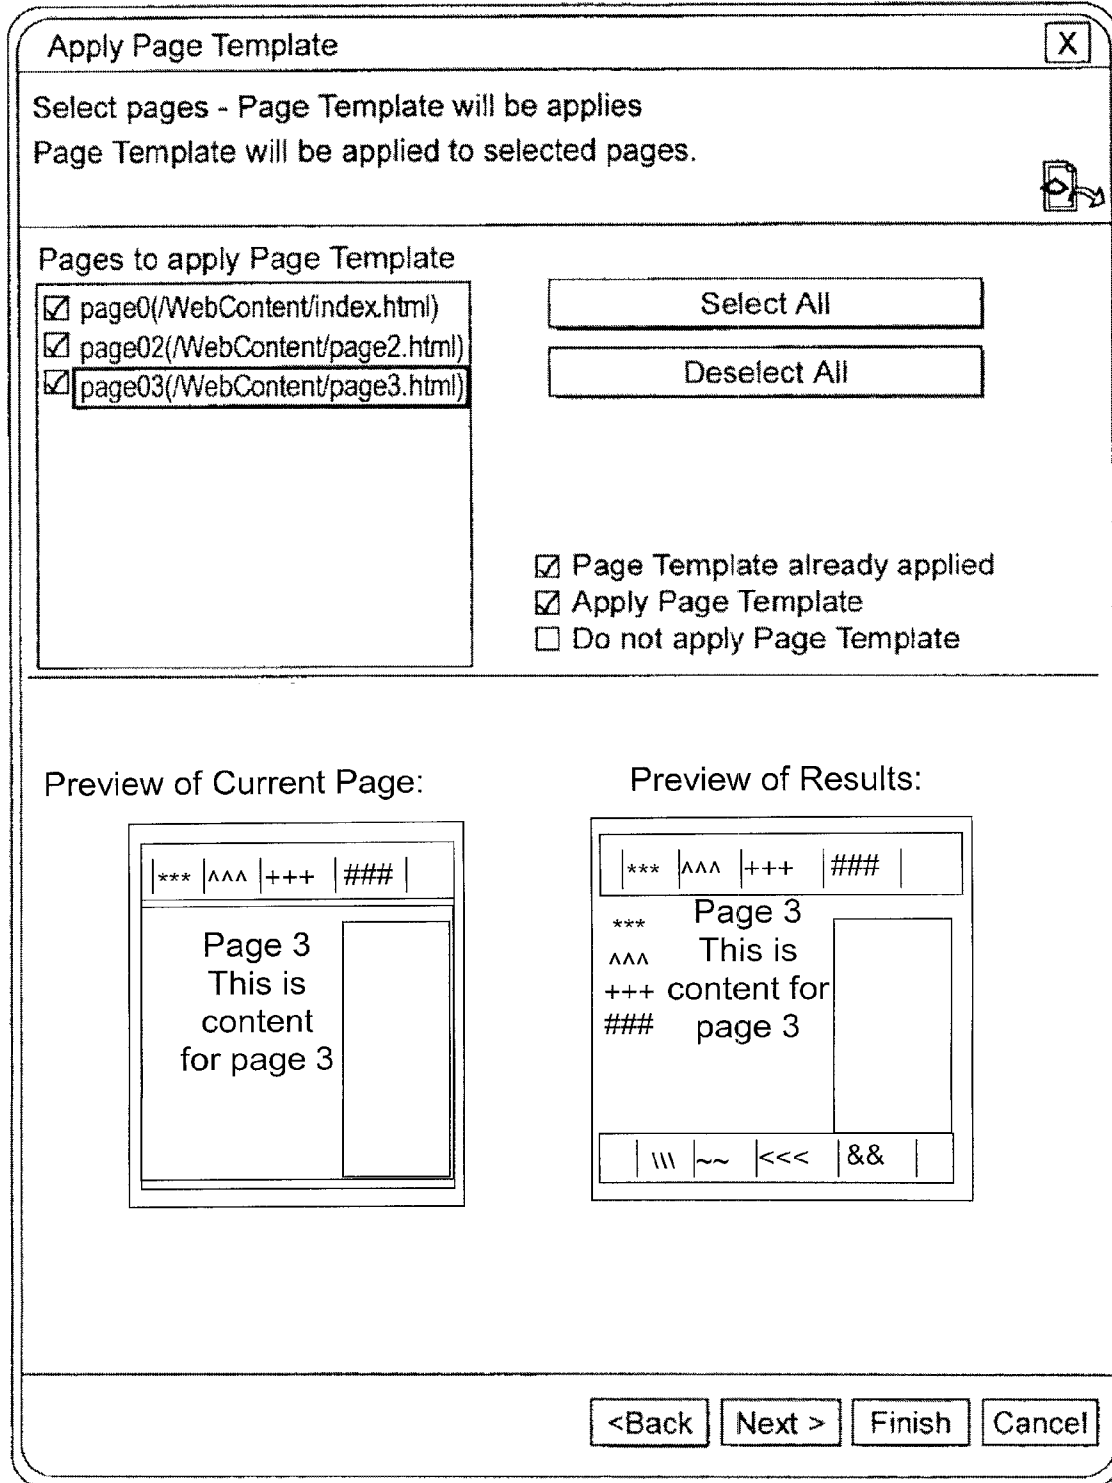 Apply Page Template X
Select pages - Page Template will be applies
Page Template will be applied to selected pages.
Pages to apply Page Template
page0(/WebContent/index.html)
page02(/WebContent/page2.html)
page03(/WebContent/page3.html)
Select All
Deselect All
Page Template already applied
Apply Page Template
Do not apply Page Template
Preview of Current Page:
|*** |^^^ |+++ |### |
Page 3
This is
content
for page 3
Preview of Results:
|*** |^^^ |+++ |### |
***
^^^
+++
###
Page 3
This is
content for
page 3
| \\\ |~~ |<<< |&& |
<Back Next > Finish Cancel